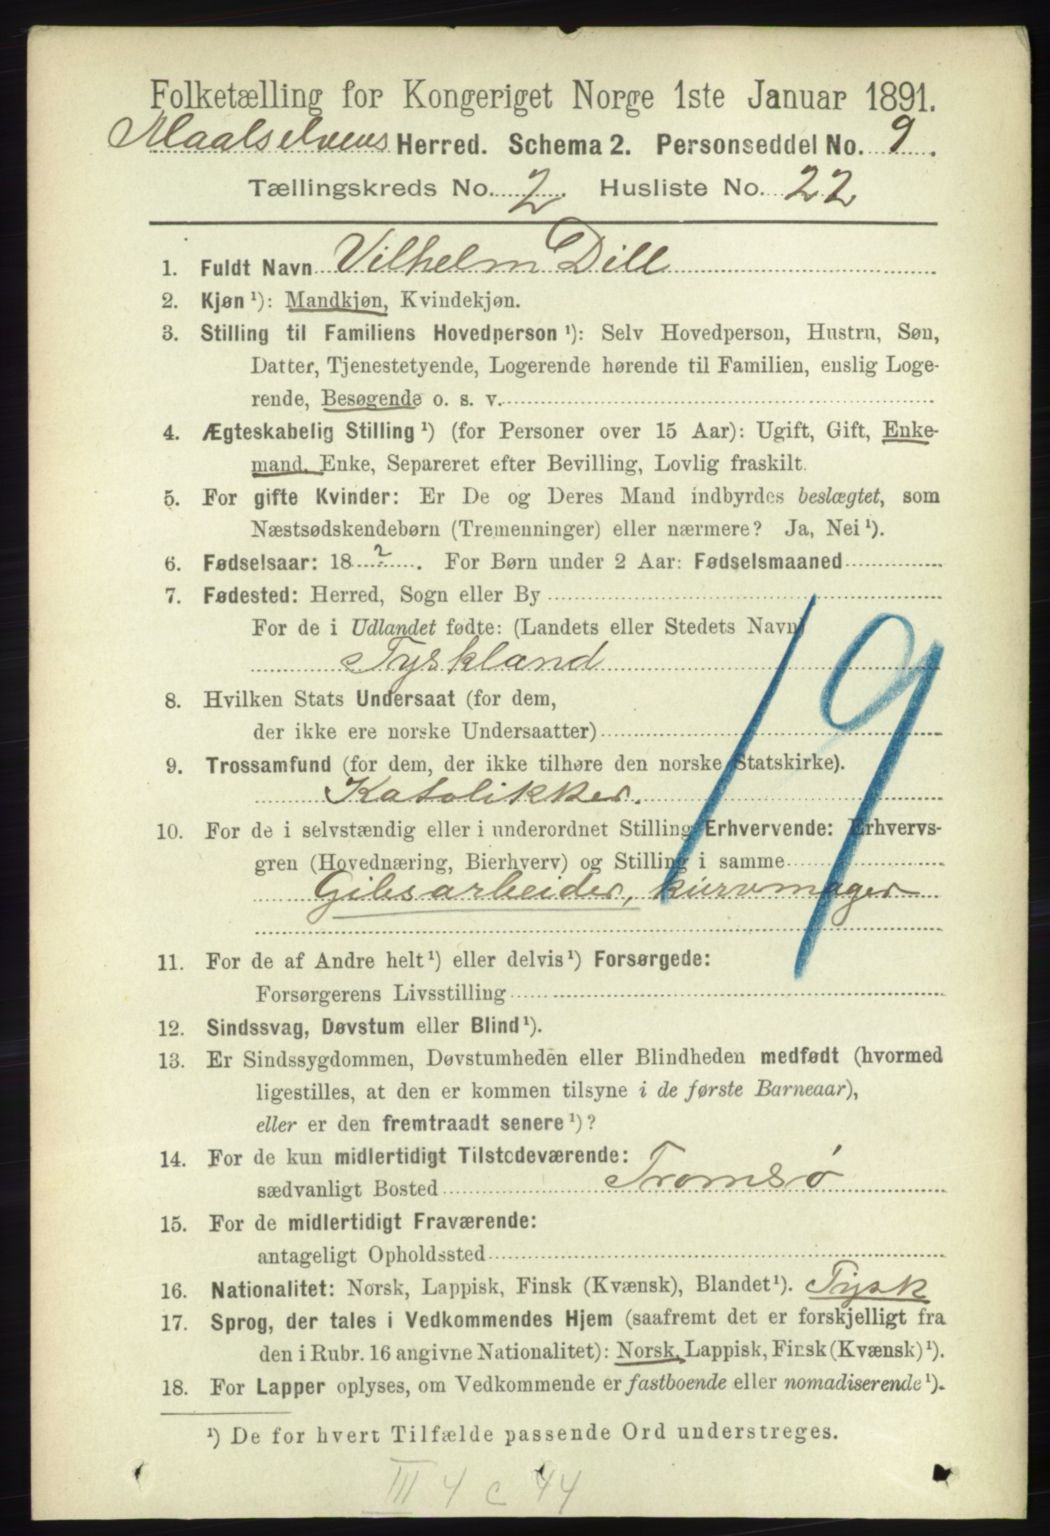 Folketælling for Kongeriget Norge 1ste Januar 1891.
Maalselvens Herred. Schema 2. Personseddel No. 9.
Tællingskreds No. 2 Husliste No. 22
1. Fuldt Navn Vilhelm Dill
2. Kjøn ¹): Mandkjøn, Kvindekjøn.
3. Stilling til Familiens Hovedperson ¹): Selv Hovedperson, Hustru, Søn,
Datter, Tjenestetyende, Logerende hørende til Familien, enslig Loge-
rende, Besøgende o. s. v.
4. Ægteskabelig Stilling ¹) (for Personer over 15 Aar): Ugift, Gift, Enke-
mand, Enke, Separeret efter Bevilling, Lovlig fraskilt.
5. For gifte Kvinder: Er De og Deres Mand indbyrdes beslægtet, som
Næstsødskendebørn (Tremenninger) eller nærmere? Ja, Nei ¹).
6. Fødselsaar: 18 ? . For Børn under 2 Aar: Fødselsmaaned
7. Fødested: Herred, Sogn eller By
For de i Udlandet fødte: (Landets eller Stedets Navn)
Tyskland
8. Hvilken Stats Undersaat (for dem,
der ikke ere norske Undersaatter)
19
9. Trossamfund (for dem, der ikke tilhøre den norske Statskirke).
Katolikker.
10. For de i selvstændig eller i underordnet Stilling Erhvervende: Erhvervs-
gren (Hovednæring, Bierhverv) og Stilling i samme
Gibsarbeider, kurvmager
11. For de af Andre helt ¹) eller delvis ¹) Forsørgede:
Forsørgerens Livsstilling
12. Sindssvag, Døvstum eller Blind ¹).
13. Er Sindssygdommen, Døvstumheden eller Blindheden medfødt (hvormed
ligestilles, at den er kommen tilsyne i de første Barneaar),
eller er den fremtraadt senere ¹)?
14. For de kun midlertidigt Tilstedeværende:
sædvanligt Bosted Tromsø
15. For de midlertidigt Fraværende:
antageligt Opholdssted
16. Nationalitet: Norsk, Lappisk, Finsk (Kvænsk), Blandet ¹). Tysk
17. Sprog, der tales i Vedkommendes Hjem (saafremt det er forskjelligt fra
den i Rubr. 16 angivne Nationalitet): Norsk, Lappisk, Finsk (Kvænsk) ¹).
18. For Lapper oplyses, om Vedkommende er fastboende eller nomadiserende ¹).
¹) De for hvert Tilfælde passende Ord understreges.
III 4 c 44